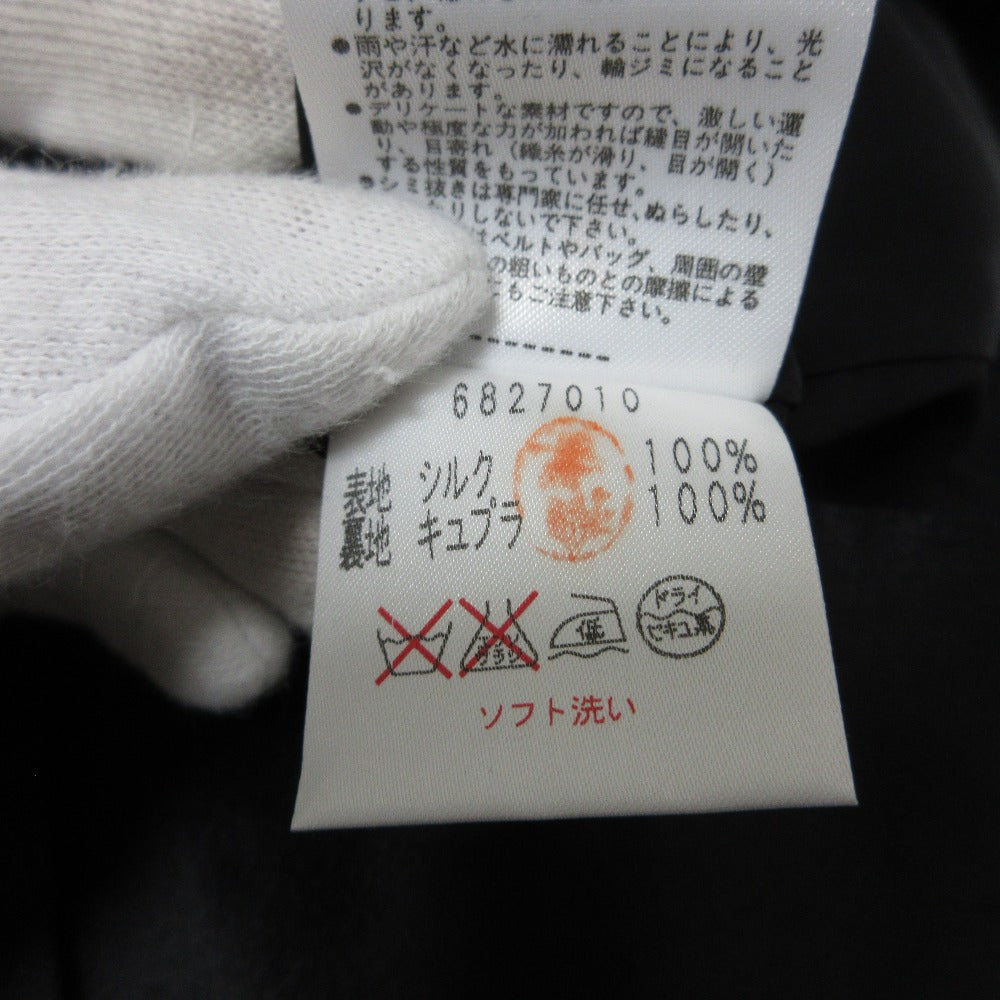 ります。
●雨や汗など水に濡れることにより、光
沢がなくなったり、輪ジミになること
があります。
●デリケートな素材ですので、激しい運
動や極度な力が加われば縫目が開いた
り、目寄れ(織糸が滑り、目が開く)
する性質をもっています。
●シミ抜きは専門家に任せ、ぬらしたり、
たりしないで下さい。
はベルトやバッグ、周囲の壁
の粗いものとの摩擦による
もご注意下さい。
6827010
表地 シルク 100%
裏地 キュプラ 100%
エンソサラシ
低
ドライ
セキユ系
ソフト洗い